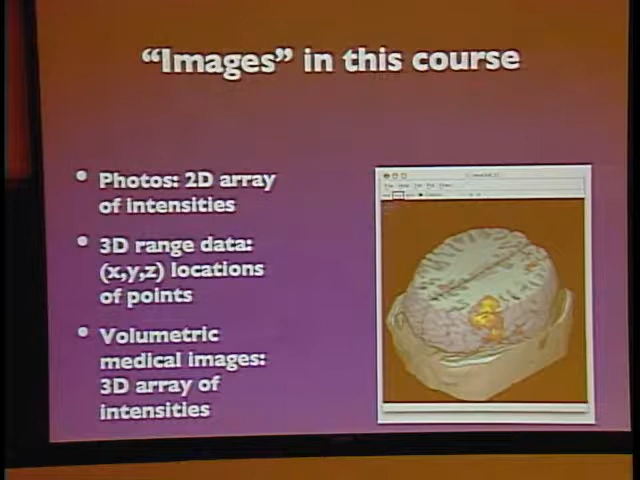 “Images” in this course
• Photos: 2D array
of intensities
• 3D range data:
(x,y,z) locations
of points
• Volumetric
medical images:
3D array of
intensities